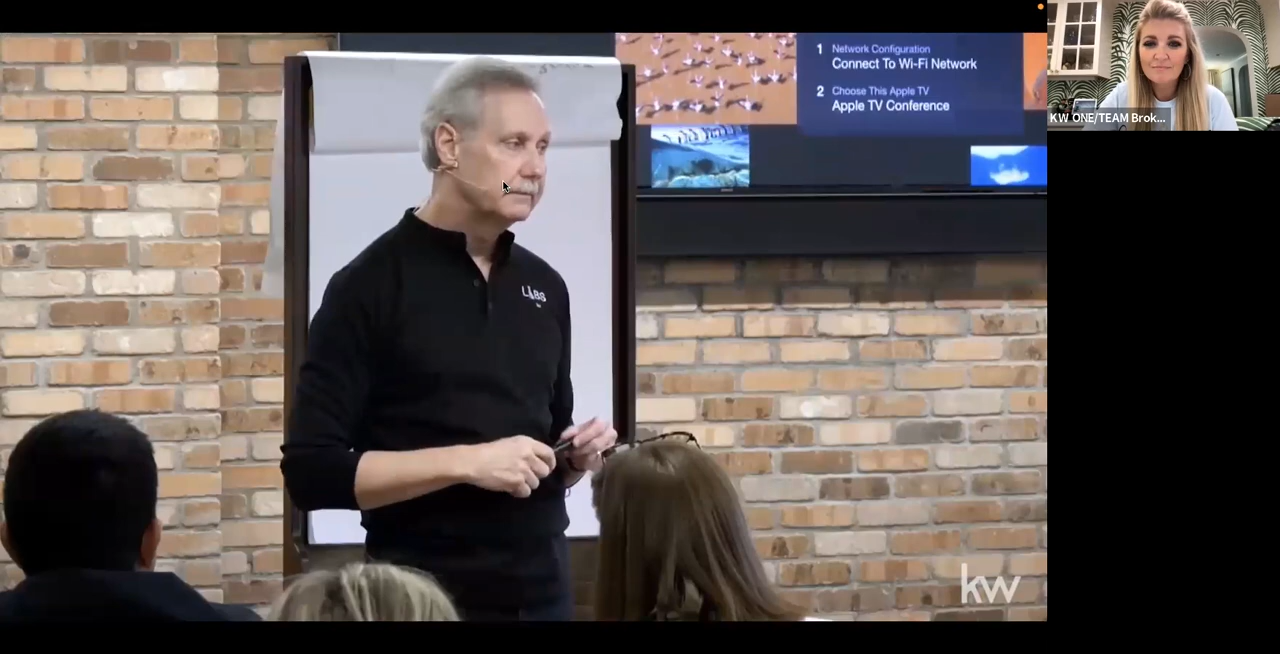 1 Network Configuration
Connect To Wi-Fi Network
2 Choose This Apple TV
Apple TV Conference
KW ONE/TEAM Brok...
LABS
kw